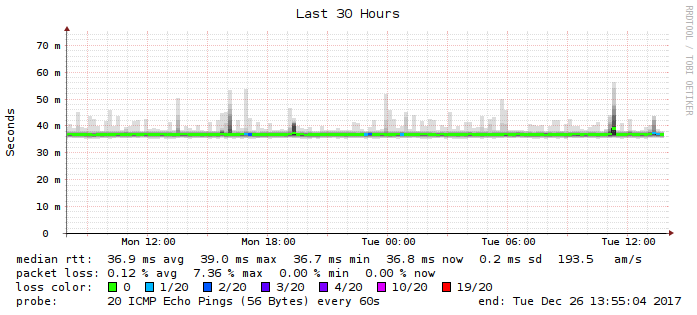 Last 30 Hours
RRDTOOL / TOBI OETIKER
Seconds
70 m
60 m
50 m
40 m
30 m
20 m
10 m
0
Mon 12:00 Mon 18:00 Tue 00:00 Tue 06:00 Tue 12:00
median rtt: 36.9 ms avg 39.0 ms max 36.7 ms min 36.8 ms now 0.2 ms sd 193.5 am/s
packet loss: 0.12 % avg 7.36 % max 0.00 % min 0.00 % now
loss color: 0 1/20 2/20 3/20 4/20 10/20 19/20
probe: 20 ICMP Echo Pings (56 Bytes) every 60s end: Tue Dec 26 13:55:04 2017